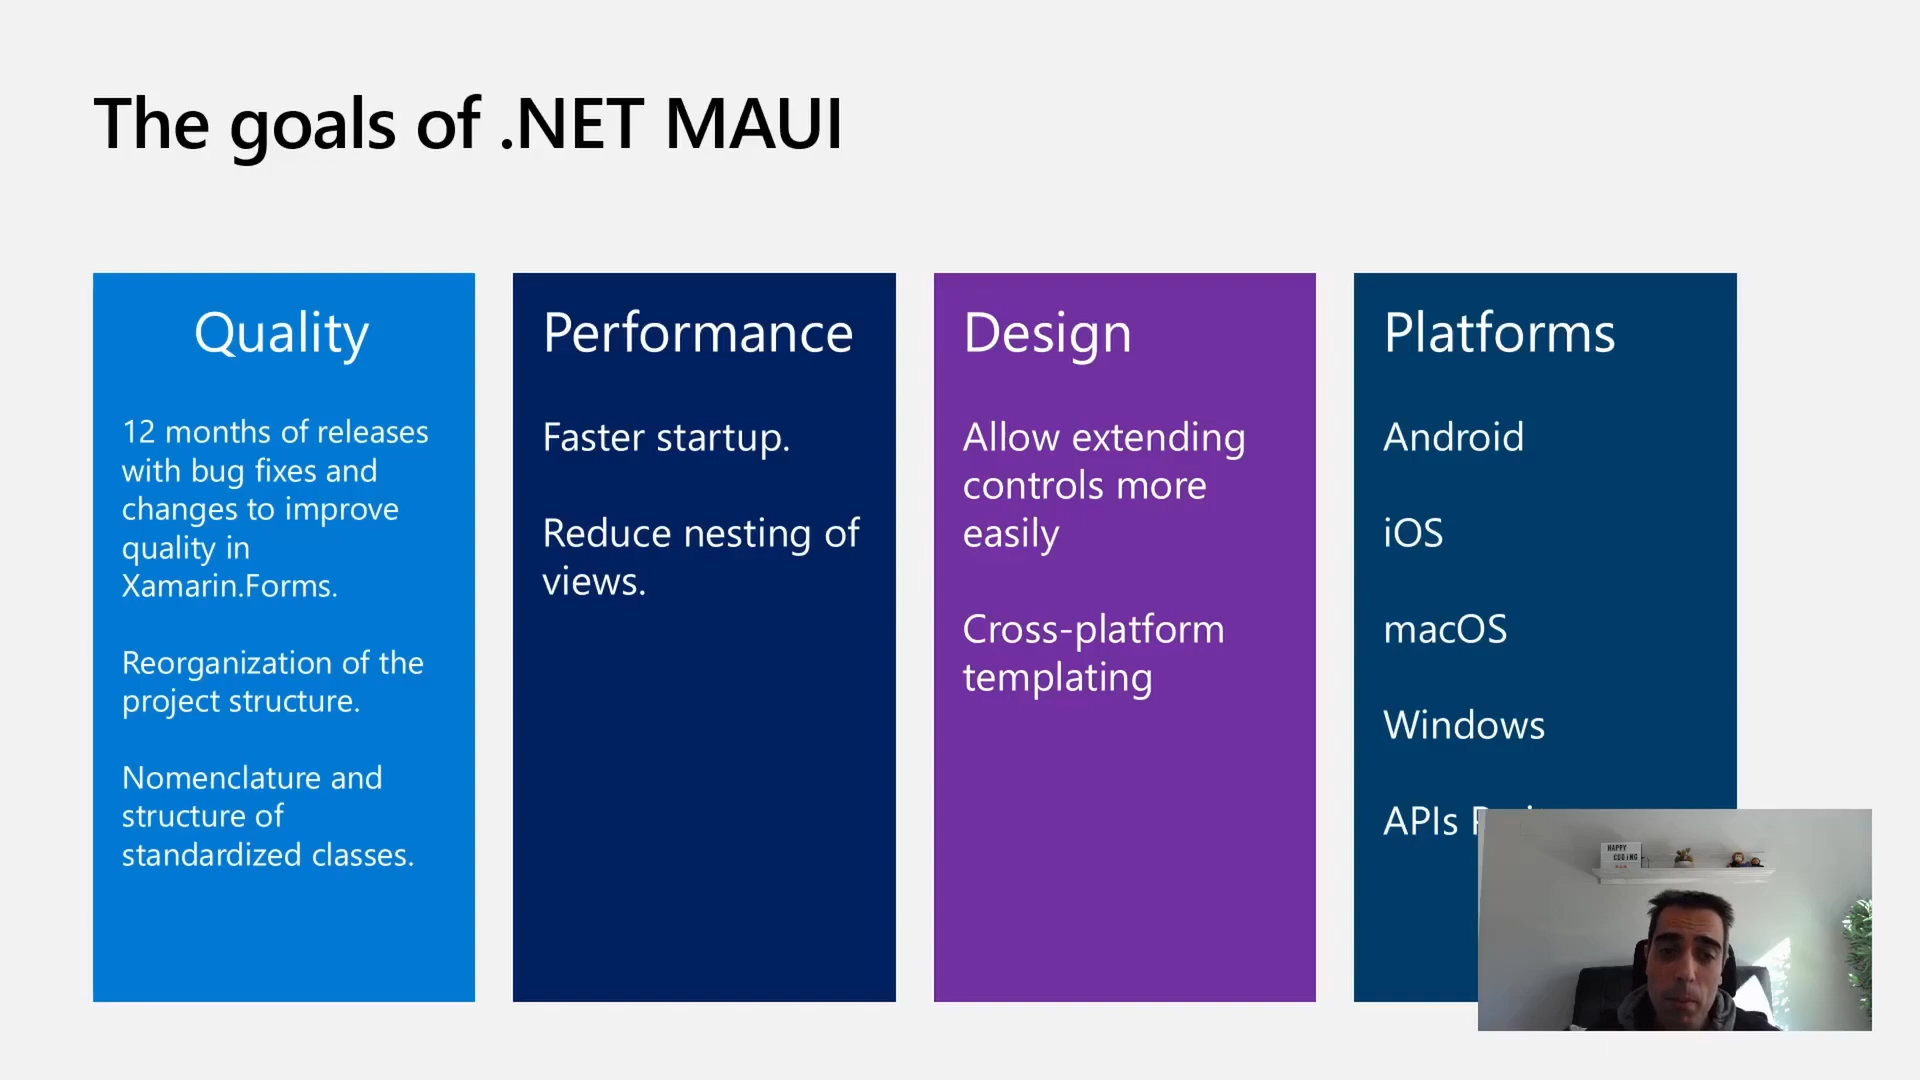 The goals of .NET MAUI
Quality
12 months of releases
with bug fixes and
changes to improve
quality in
Xamarin.Forms.
Reorganization of the
project structure.
Nomenclature and
structure of
standardized classes.
Performance
Faster startup.
Reduce nesting of
views.
Design
Allow extending
controls more
easily
Cross-platform
templating
Platforms
Android
iOS
macOS
Windows
APIs
HAPPY
CODING